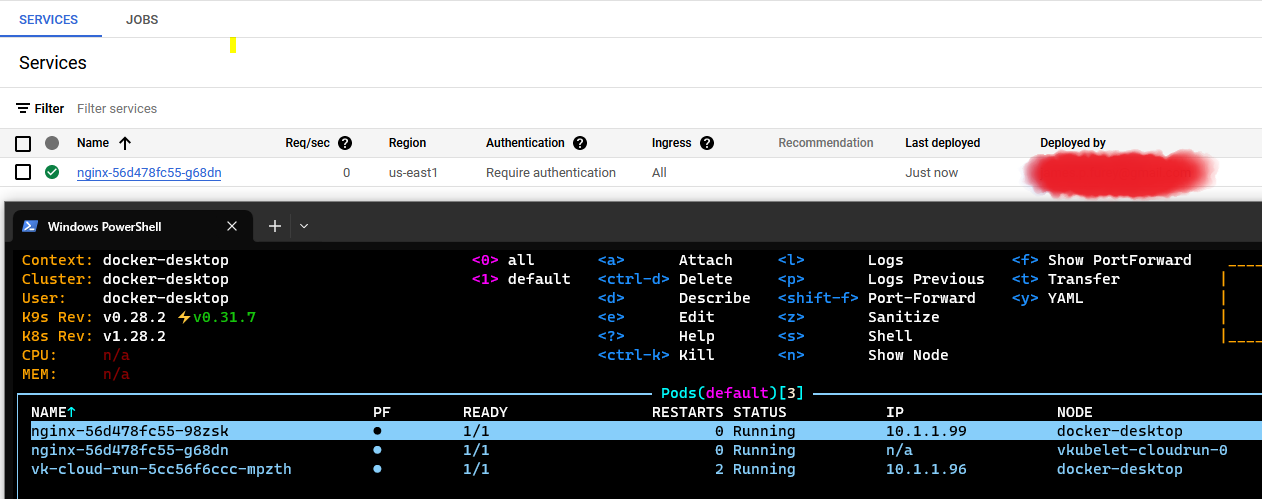 SERVICES JOBS
Services
Filter Filter services
Name Req/sec ? Region Authentication ? Ingress ? Recommendation Last deployed Deployed by
nginx-56d478fc55-g68dn 0 us-east1 Require authentication All Just now
Windows PowerShell
Context: docker-desktop <0> all <a> Attach <l> Logs <f> Show PortForward
Cluster: docker-desktop <1> default <ctrl-d> Delete <p> Logs Previous <t> Transfer
User: docker-desktop <d> Describe <shift-f> Port-Forward <y> YAML
K9s Rev: v0.28.2 ⚡v0.31.7 <e> Edit <z> Sanitize
K8s Rev: v1.28.2 <?> Help <s> Shell
CPU: n/a <ctrl-k> Kill <n> Show Node
MEM: n/a
Pods(default)[3]
NAME↑ PF READY RESTARTS STATUS IP NODE
nginx-56d478fc55-98zsk ● 1/1 0 Running 10.1.1.99 docker-desktop
nginx-56d478fc55-g68dn ● 1/1 0 Running n/a vkubelet-cloudrun-0
vk-cloud-run-5cc56f6ccc-mpzth ● 1/1 2 Running 10.1.1.96 docker-desktop